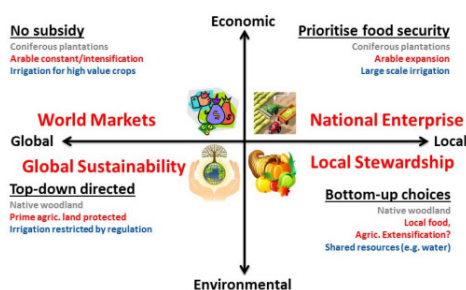 Economic
No subsidy
Coniferous plantations
Arable constant/intensification
Irrigation for high value crops
Prioritise food security
Coniferous plantations
Arable expansion
Large scale irrigation
World Markets
National Enterprise
Global
Local
Global Sustainability
Local Stewardship
Top-down directed
Native woodland
Prime agric. land protected
Irrigation restricted by regulation
Bottom-up choices
Native woodland
Local food,
Agric. Extensification?
Shared resources (e.g. water)
Environmental